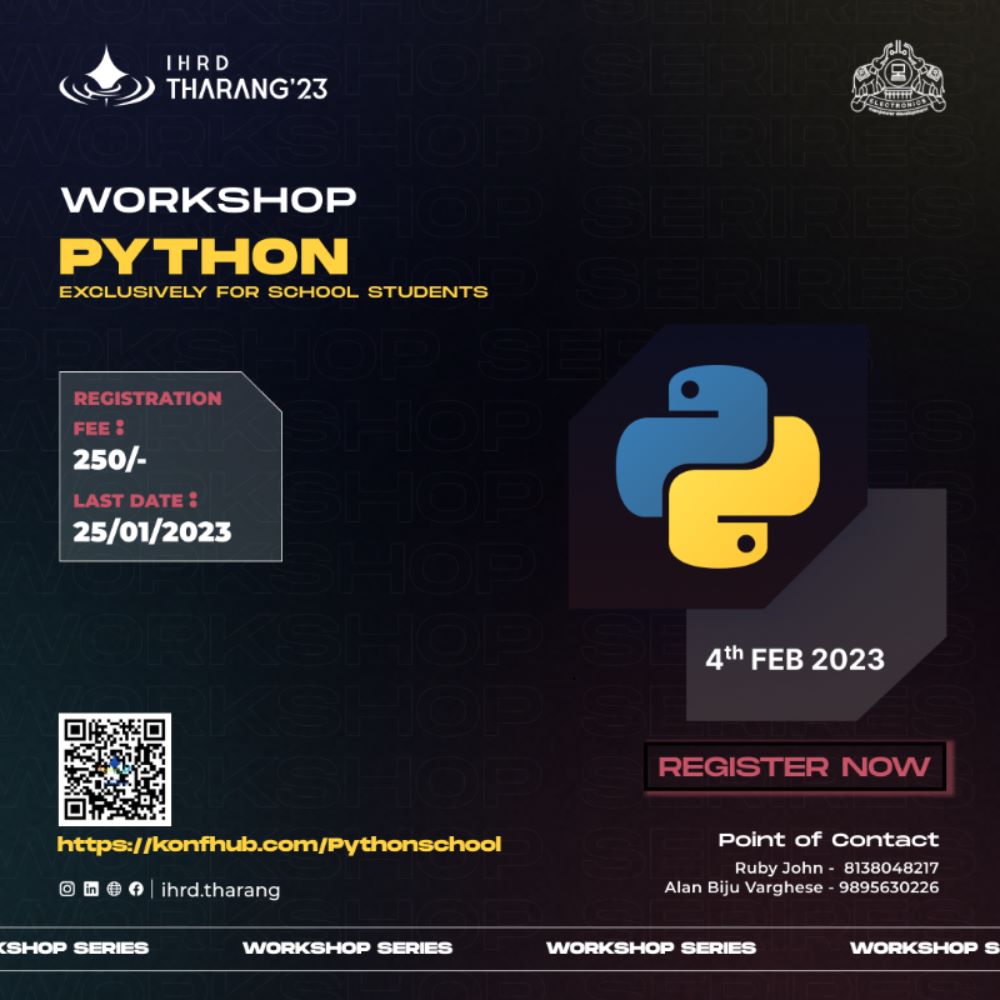 IHRD
THARANG'23
ELECTRONICS
WORKSHOP
PYTHON
EXCLUSIVELY FOR SCHOOL STUDENTS
REGISTRATION
FEE :
250/-
LAST DATE :
25/01/2023
4th FEB 2023
REGISTER NOW
https://konfhub.com/Pythonschool
ihrd.tharang
Point of Contact
Ruby John - 8138048217
Alan Biju Varghese - 9895630226
KSHOP SERIES WORKSHOP SERIES WORKSHOP SERIES WORKSHOP S